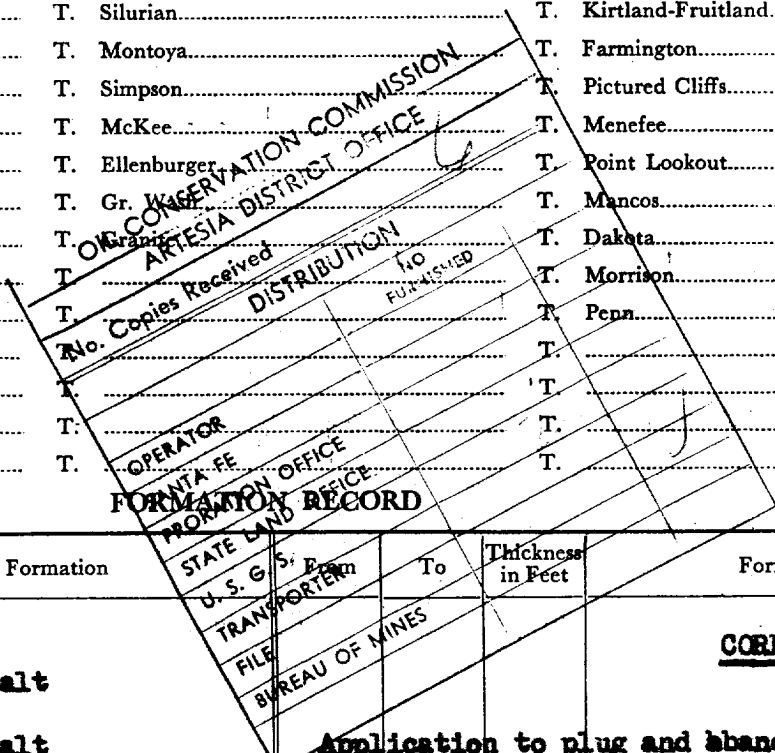 T. Silurian
T. Montoya
T. Simpson
T. McKee
T. Ellenburger
T. Gr. Wash
T. Granite
T.
T.
T.
T.
T.
T.
T. Kirtland-Fruitland
T. Farmington
T. Pictured Cliffs
T. Menefee
T. Point Lookout
T. Mancos
T. Dakota
T. Morrison
T. Penn
T
T
T.
T.
OIL CONSERVATION COMMISSION
ARTESIA DISTRICT OFFICE
No. Copies Received
DISTRIBUTION
NO
FURNISHED
OPERATOR
SANTA FE
PRORATION OFFICE
STATE LAND OFFICE
U. S. G. S.
TRANSPORTER
FILE
BUREAU OF MINES
FORMATION RECORD
Formation From To Thickness in Feet For
COR
alt
alt Application to plug and aban